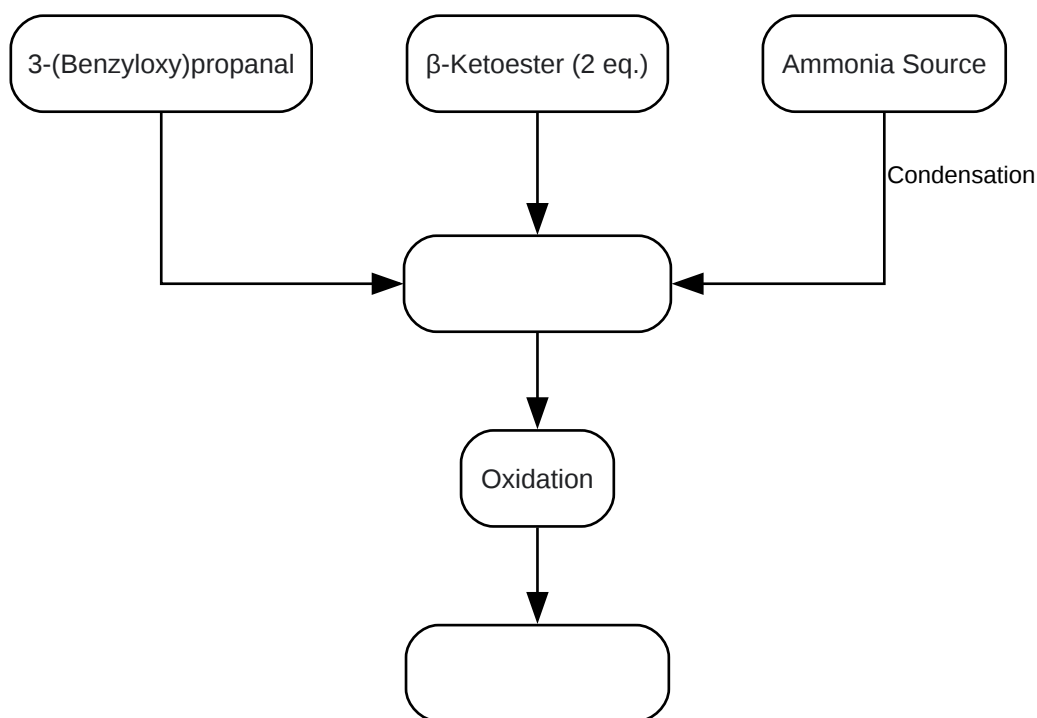 3-(Benzyloxy)propanal
β-Ketoester (2 eq.)
Ammonia Source
Condensation
Oxidation